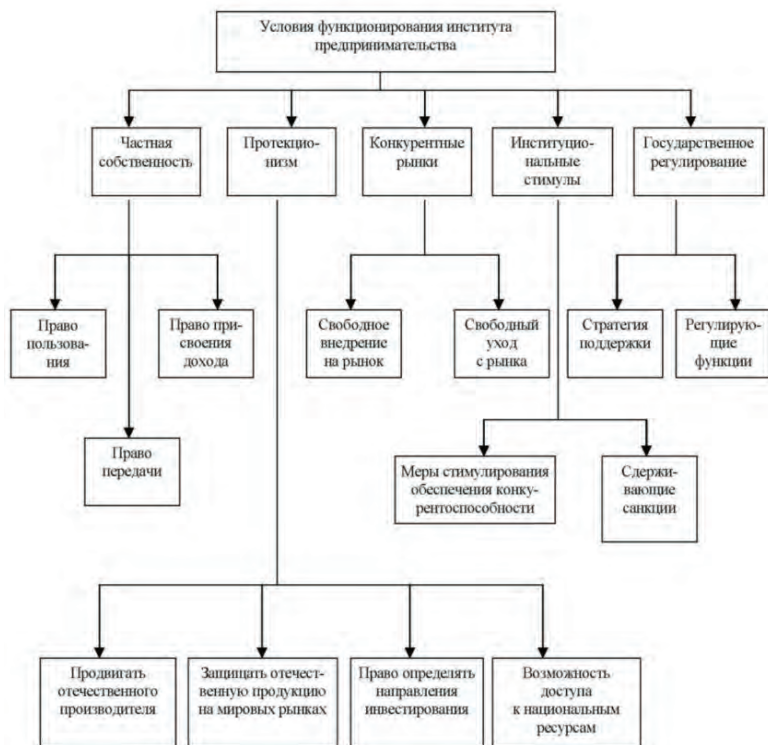 Условия функционирования института
предпринимательства
Частная
собственность
Протекцио-
низм
Конкурентные
рынки
Институцио-
нальные
стимулы
Государственное
регулирование
Право
пользова-
ния
Право при-
своения
дохода
Свободное
внедрение
на рынок
Свободный
уход
с рынка
Стратегия
поддержки
Регулирую-
щие
функции
Право
передачи
Меры стимулирования
обеспечения конку-
рентоспособности
Сдержи-
вающие
санкции
Продвигать
отечественного
производителя
Защищать отечест-
венную продукцию
на мировых рынках
Право определять
направления
инвестирования
Возможность
доступа
к национальным
ресурсам